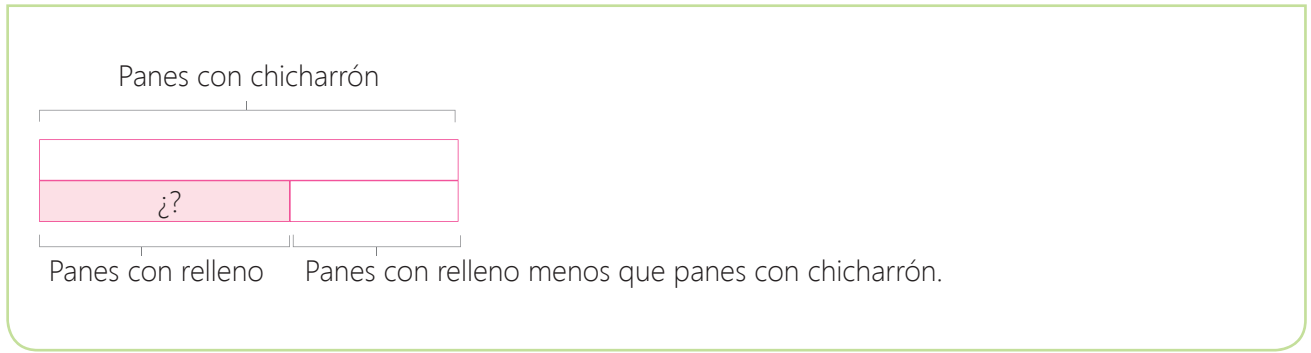 Panes con chicharrón
¿?
Panes con relleno
Panes con relleno menos que panes con chicharrón.